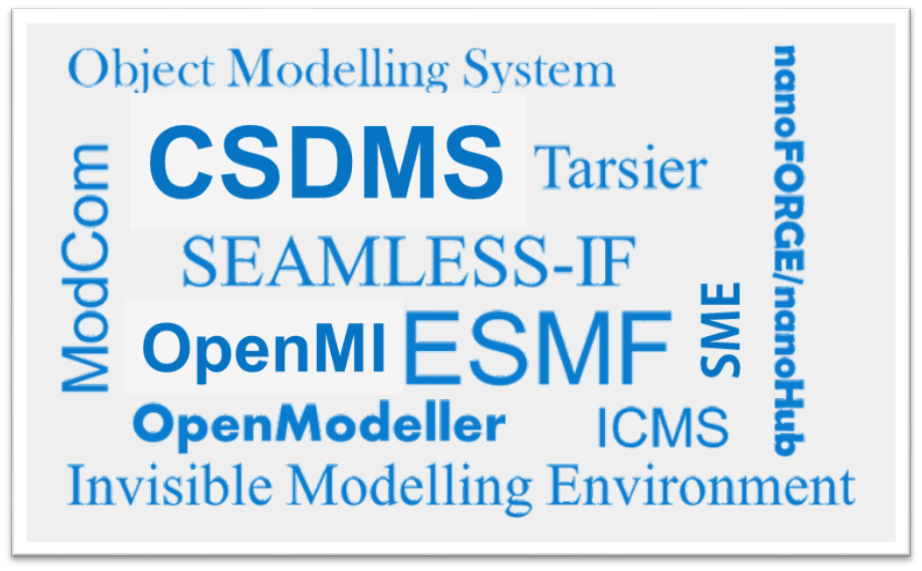 Object Modelling System
CSDMS
Tarsier
ModCom
nanoFORGE/nanoHub
SEAMLESS-IF
SME
OpenMI
ESMF
OpenModeller
ICMS
Invisible Modelling Environment